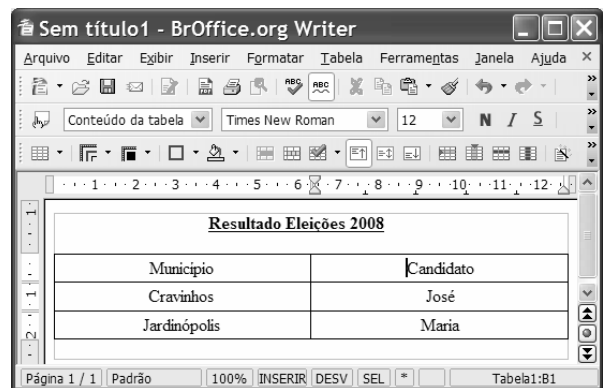 Sem título1 - BrOffice.org Writer
Arquivo Editar Exibir Inserir Formatar Tabela Ferramentas Janela Ajuda
ABC ABC
Conteúdo da tabela Times New Roman 12 N I S
1 2 3 4 5 6 7 8 9 10 11 12
Resultado Eleições 2008
Município Candidato
Cravinhos José
Jardinópolis Maria
Página 1 / 1 Padrão 100% INSERIR DESV SEL * Tabela1:B1